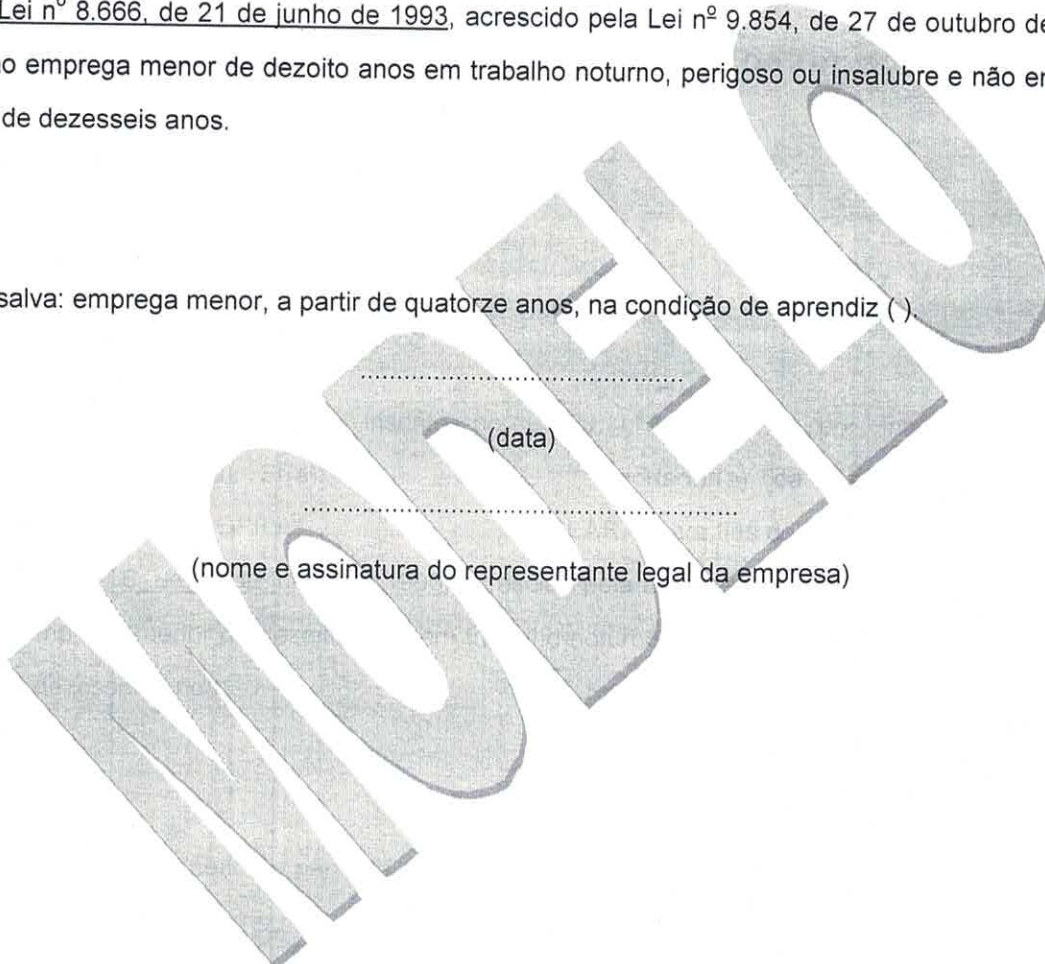 Lei nº 8.666, de 21 de junho de 1993, acrescido pela Lei nº 9.854, de 27 de outubro de
o emprega menor de dezoito anos em trabalho noturno, perigoso ou insalubre e não
de dezesseis anos.
salva: emprega menor, a partir de quatorze anos, na condição de aprendiz ( ).
................................................
(data)
................................................................
(nome e assinatura do representante legal da empresa)
MODELO